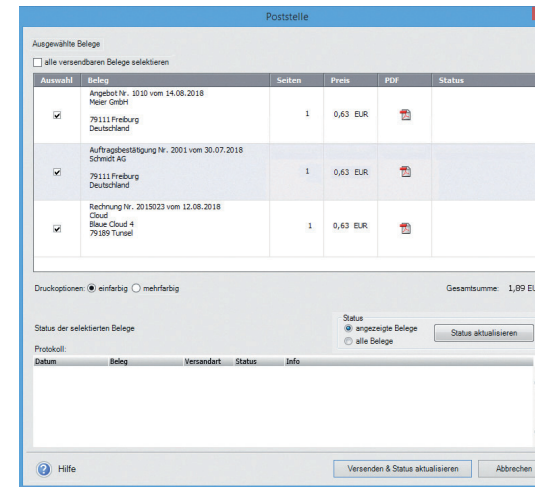 Poststelle
Ausgewählte Belege
alle versendbaren Belege selektieren
Auswahl Beleg Seiten Preis PDF Status
Angebot Nr. 1010 vom 14.08.2018
Meier GmbH
79111 Freiburg
Deutschland
1 0,63 EUR
Auftragsbestätigung Nr. 2001 vom 30.07.2018
Schmidt AG
79111 Freiburg
Deutschland
1 0,63 EUR
Rechnung Nr. 2015023 vom 12.08.2018
Cloud
Blaue Cloud 4
79189 Tunsel
1 0,63 EUR
Druckoptionen: einfarbig mehrfarbig Gesamtsumme: 1,89 EU
Status der selektierten Belege
Status
angezeigte Belege
alle Belege
Status aktualisieren
Protokoll:
Datum Beleg Versandart Status Info
Hilfe Versenden & Status aktualisieren Abbrechen